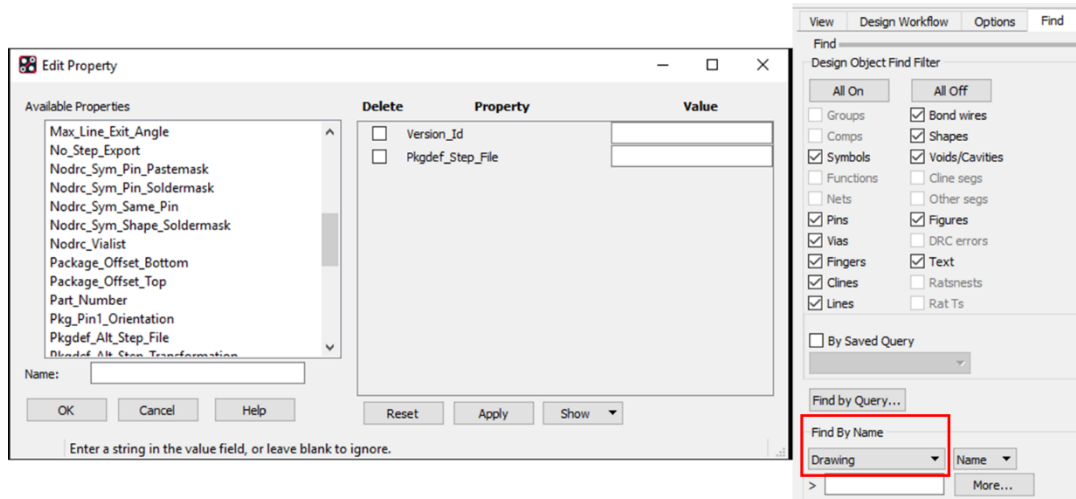 Edit Property
Available Properties
Max_Line_Exit_Angle
No_Step_Export
Nodrc_Sym_Pin_Pastemask
Nodrc_Sym_Pin_Soldermask
Nodrc_Sym_Same_Pin
Nodrc_Sym_Shape_Soldermask
Nodrc_Vialist
Package_Offset_Bottom
Package_Offset_Top
Part_Number
Pkg_Pin1_Orientation
Pkgdef_Alt_Step_File
Pkgdef_Alt_Step_Transformation
Name:
OK Cancel Help
Delete Property Value
Version_Id
Pkgdef_Step_File
Reset Apply Show
Enter a string in the value field, or leave blank to ignore.
View Design Workflow Options Find
Find
Design Object Find Filter
All On All Off
Groups Bond wires
Comps Shapes
Symbols Voids/Cavities
Functions Cline segs
Nets Other segs
Pins Figures
Vias DRC errors
Fingers Text
Clines Ratsnests
Lines Rat Ts
By Saved Query
Find by Query...
Find By Name
Drawing Name
> More...